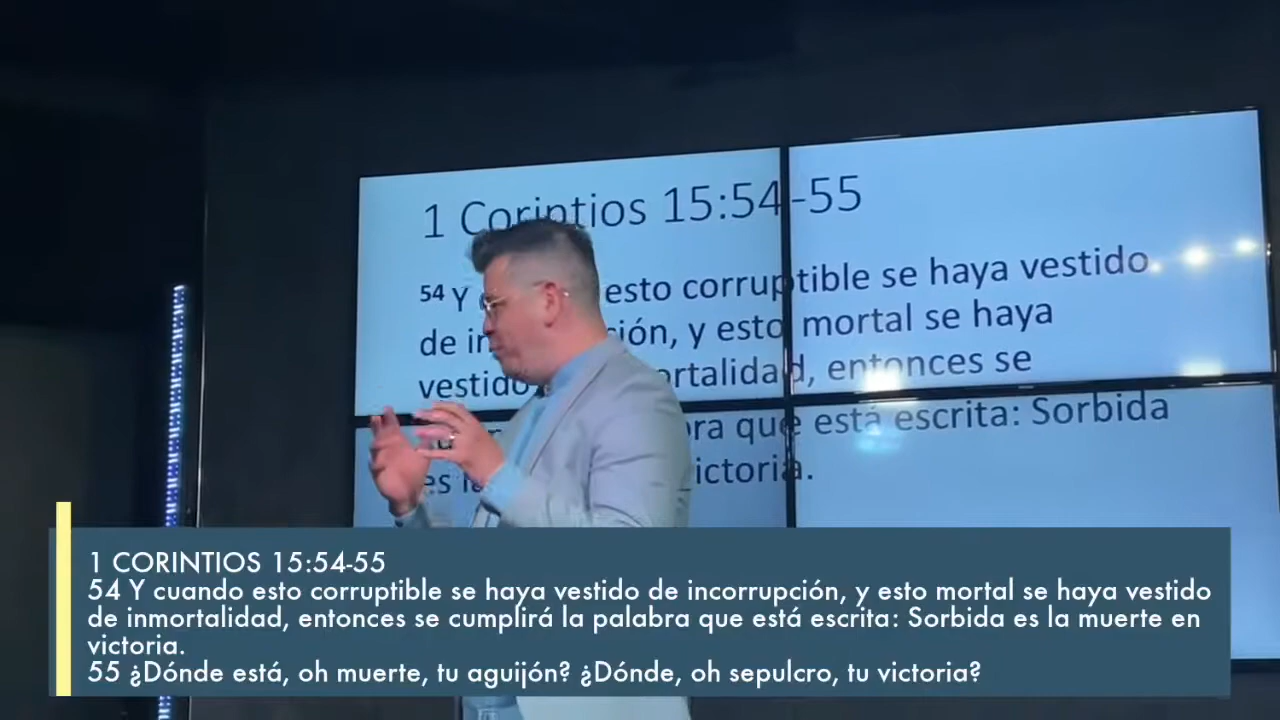 1 Corintios 15:54-55
54 Y esto corruptible se haya vestido
de ión, y esto mortal se haya
vestido ortalidad, entonces se
que está escrita: Sorbida
es la ictoria.
1 CORINTIOS 15:54-55
54 Y cuando esto corruptible se haya vestido de incorrupción, y esto mortal se haya vestido
de inmortalidad, entonces se cumplirá la palabra que está escrita: Sorbida es la muerte en
victoria.
55 ¿Dónde está, oh muerte, tu aguijón? ¿Dónde, oh sepulcro, tu victoria?